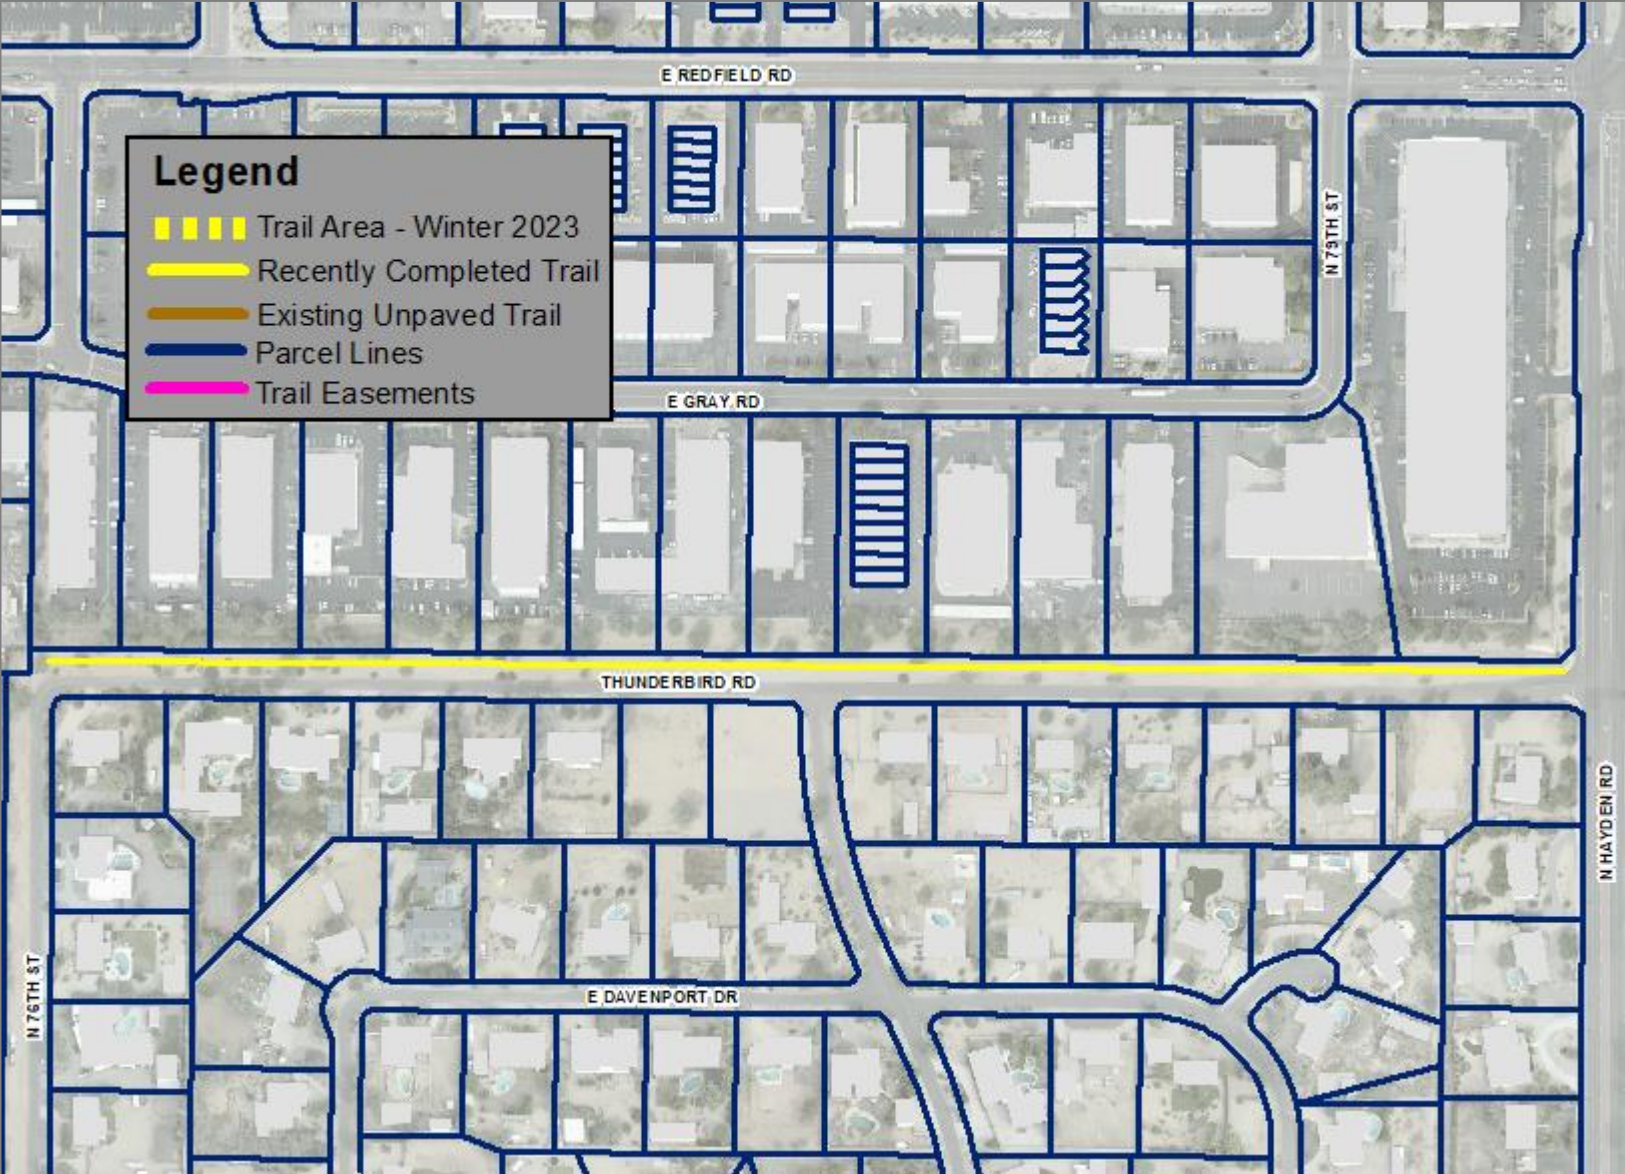 E REDFIELD RD
Legend
Trail Area - Winter 2023
Recently Completed Trail
Existing Unpaved Trail
Parcel Lines
Trail Easements
N 79TH ST
E GRAY RD
THUNDERBIRD RD
N HAYDEN RD
N 76TH ST
E DAVENPORT DR